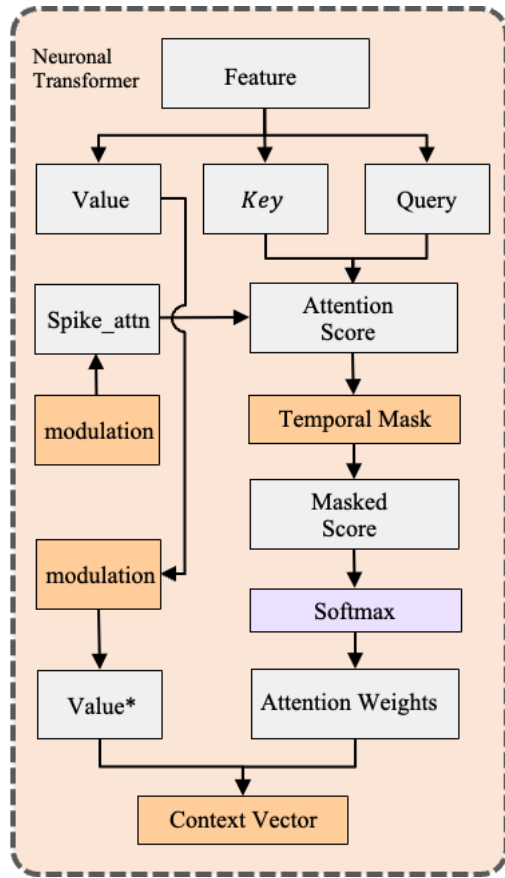 Neuronal
Transformer
Feature
Value
Key
Query
Spike_attn
Attention
Score
modulation
Temporal Mask
Masked
Score
modulation
Softmax
Value*
Attention Weights
Context Vector